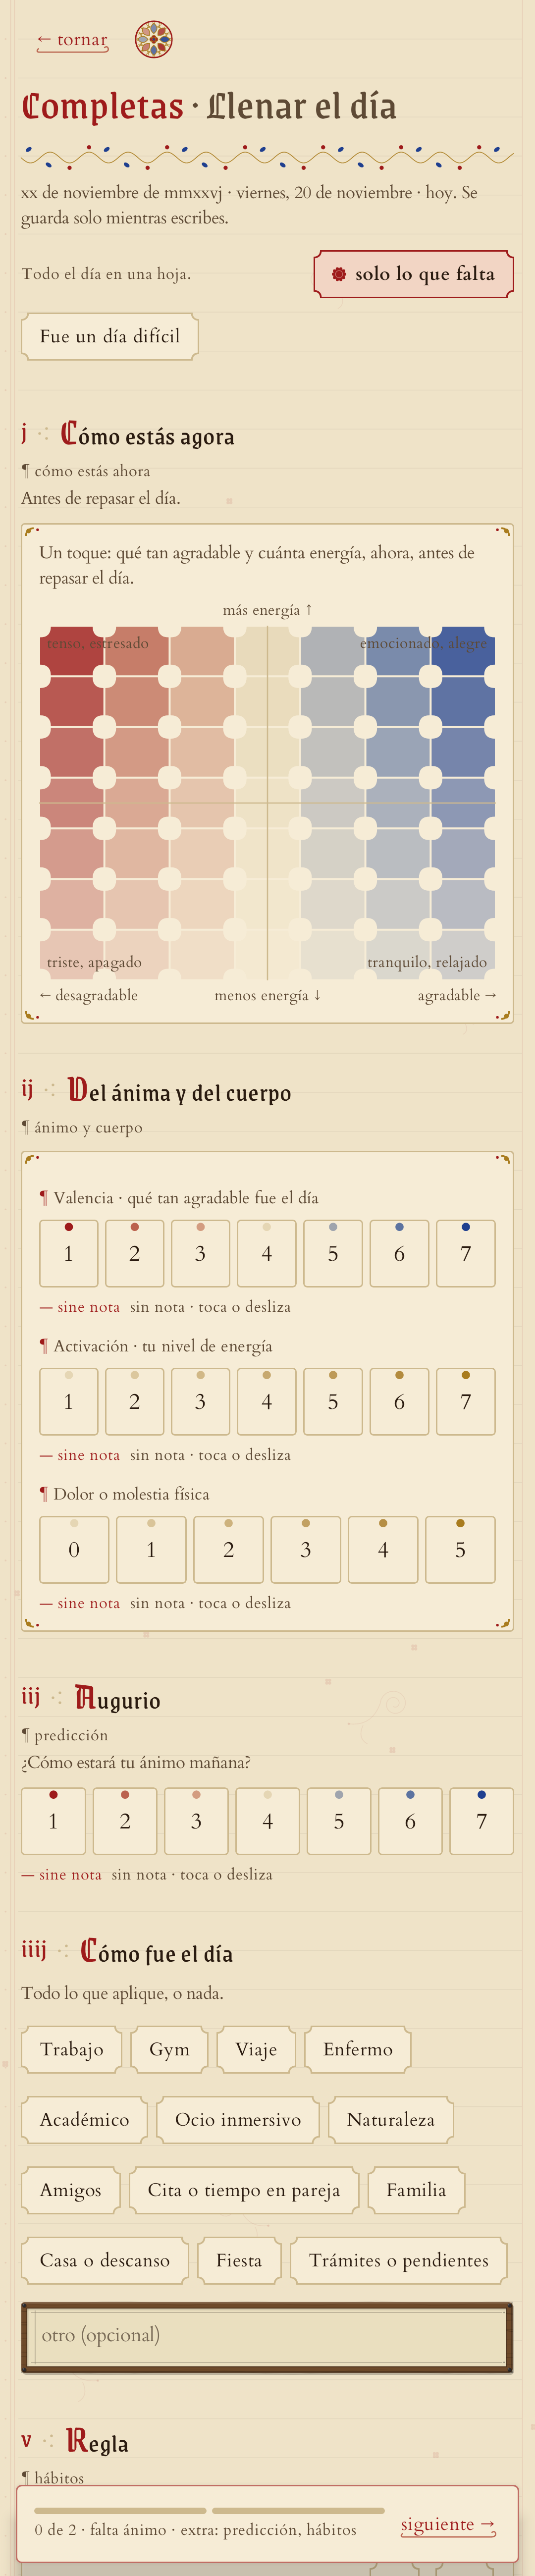 ← tornar
Completas · Llenar el día
xx de noviembre de mmxxvj · viernes, 20 de noviembre · hoy. Se
guarda solo mientras escribes.
Todo el día en una hoja.
solo lo que falta
Fue un día difícil
j Cómo estás agora
¶ cómo estás ahora
Antes de repasar el día.
Un toque: qué tan agradable y cuánta energía, ahora, antes de
repasar el día.
más energía ↑
tenso, estresado
emocionado, alegre
triste, apagado
tranquilo, relajado
← desagradable
menos energía ↓
agradable →
ij Del ánima y del cuerpo
¶ ánimo y cuerpo
¶ Valencia · qué tan agradable fue el día
1 2 3 4 5 6 7
— sine nota sin nota · toca o desliza
¶ Activación · tu nivel de energía
1 2 3 4 5 6 7
— sine nota sin nota · toca o desliza
¶ Dolor o molestia física
0 1 2 3 4 5
— sine nota sin nota · toca o desliza
iij Augurio
¶ predicción
¿Cómo estará tu ánimo mañana?
1 2 3 4 5 6 7
— sine nota sin nota · toca o desliza
iiij Cómo fue el día
Todo lo que aplique, o nada.
Trabajo Gym Viaje Enfermo
Académico Ocio inmersivo Naturaleza
Amigos Cita o tiempo en pareja Familia
Casa o descanso Fiesta Trámites o pendientes
otro (opcional)
v Regla
¶ hábitos
0 de 2 · falta ánimo · extra: predicción, hábitos
siguiente →